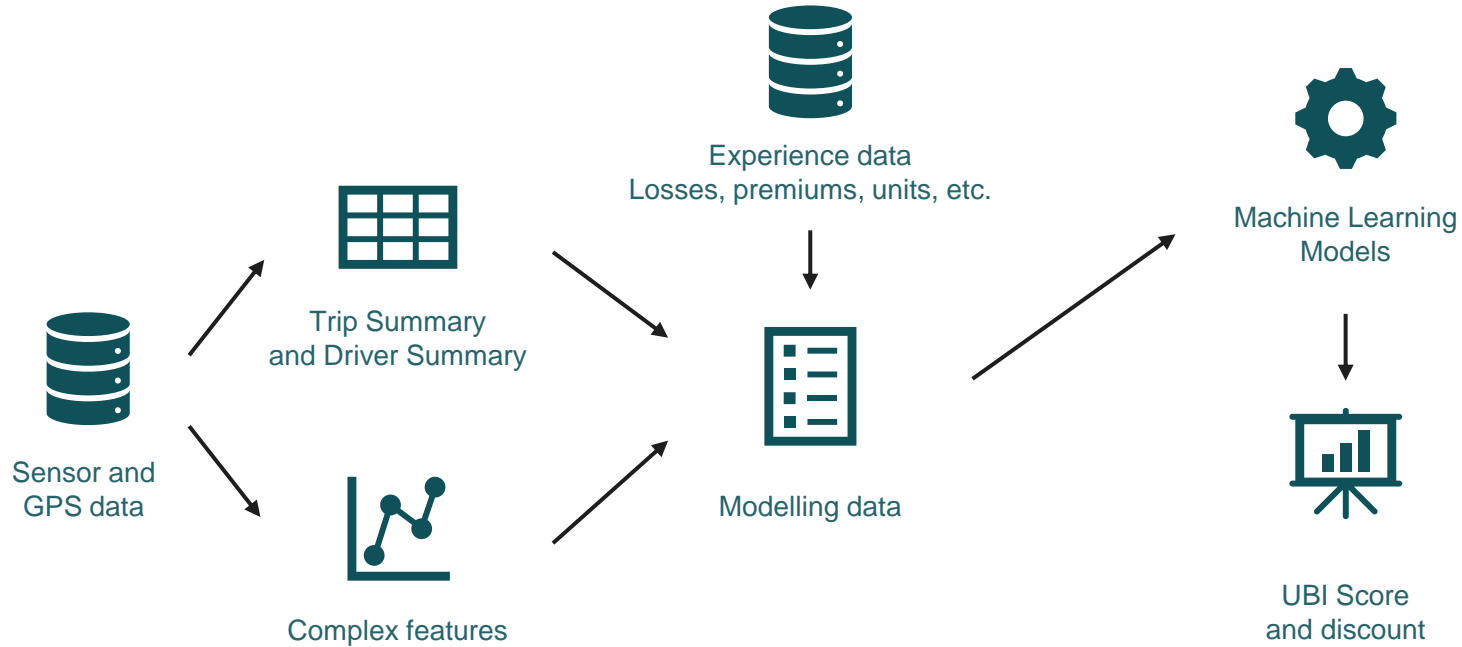 Experience data
Losses, premiums, units, etc.
Machine Learning
Models
Trip Summary
and Driver Summary
Sensor and
GPS data
Modelling data
Complex features
UBI Score
and discount